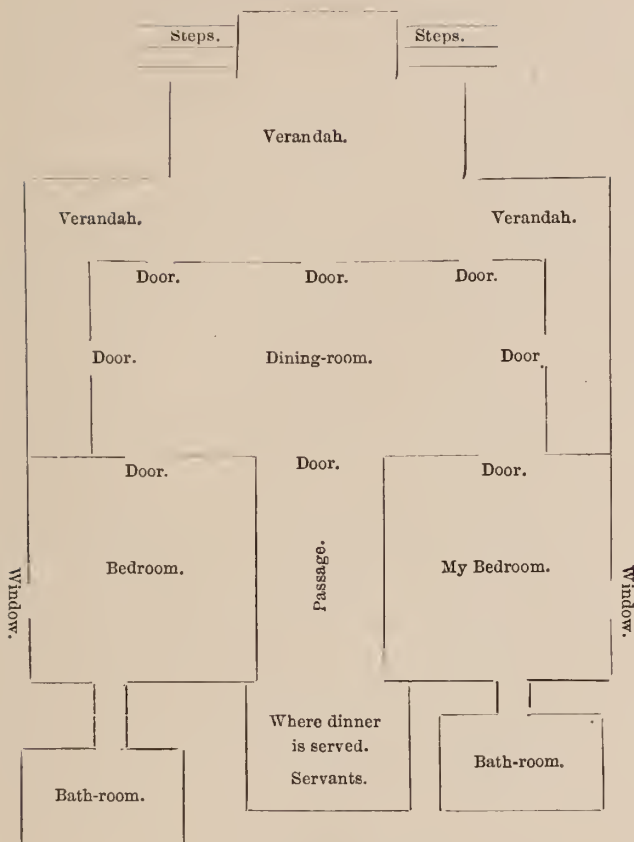 Steps.
Steps.
Verandah.
Verandah.
Verandah.
Door.
Door.
Door.
Door.
Dining-room.
Door
Door.
Door.
Door.
Bedroom.
Passage.
My Bedroom.
Window.
Window.
Where dinner
is served.
Servants.
Bath-room.
Bath-room.